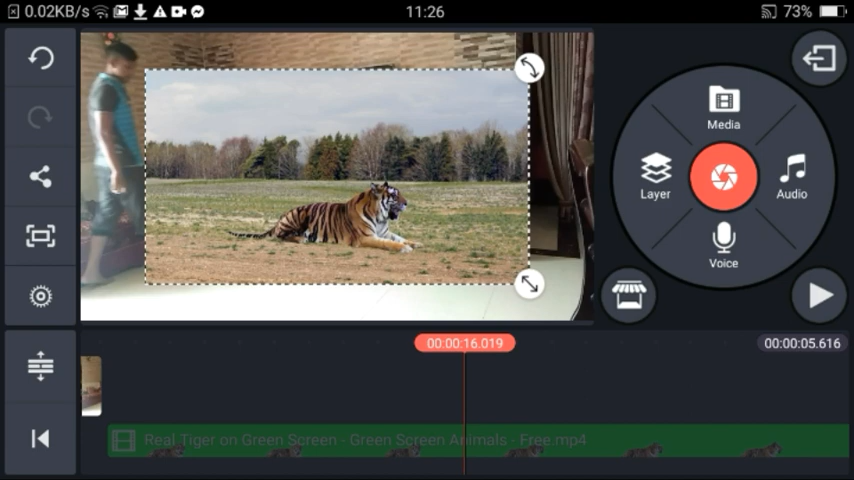 0.02KB/s
11:26
73%
Media
Layer
Audio
Voice
00:00:16.019
00:00:05.616
Real Tiger on Green Screen - Green Screen Animals - Free.mp4